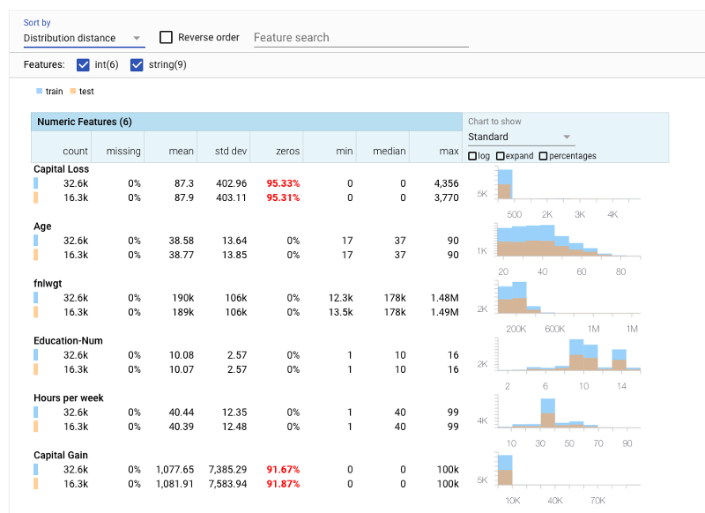 Sort by
Distribution distance Reverse order Feature search
Features: int(6) string(9)
train test
Numeric Features (6) Chart to show
Standard
count missing mean std dev zeros min median max log expand percentages
Capital Loss
32.6k 0% 87.3 402.96 95.33% 0 0 4,356
16.3k 0% 87.9 403.11 95.31% 0 0 3,770
5K
500 2K 3K 4K
Age
32.6k 0% 38.58 13.64 0% 17 37 90
16.3k 0% 38.77 13.85 0% 17 37 90
1K
20 40 60 80
fnlwgt
32.6k 0% 190k 106k 0% 12.3k 178k 1.48M
16.3k 0% 189k 106k 0% 13.5k 178k 1.49M
2K
200K 600K 1M 1M
Education-Num
32.6k 0% 10.08 2.57 0% 1 10 16
16.3k 0% 10.07 2.57 0% 1 10 16
2K
2 6 10 14
Hours per week
32.6k 0% 40.44 12.35 0% 1 40 99
16.3k 0% 40.39 12.48 0% 1 40 99
4K
10 30 50 70 90
Capital Gain
32.6k 0% 1,077.65 7,385.29 91.67% 0 0 100k
16.3k 0% 1,081.91 7,583.94 91.87% 0 0 100k
5K
10K 40K 70K